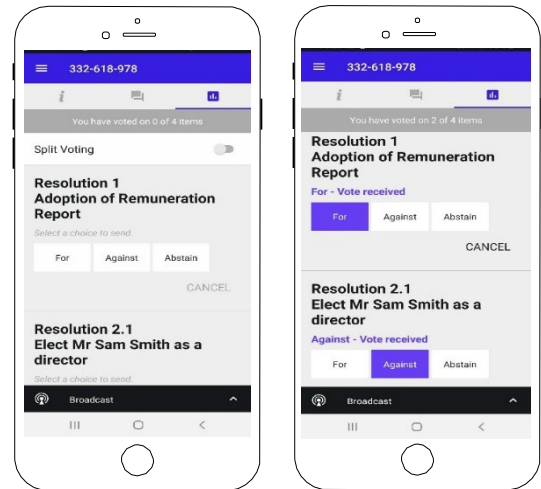 332-618-978
You have voted on 0 of 4 items
Split Voting
Resolution 1
Adoption of Remuneration
Report
Select a choice to send.
For Against Abstain
CANCEL
Resolution 2.1
Elect Mr Sam Smith as a
director
Select a choice to send.
Broadcast
332-618-978
You have voted on 2 of 4 items
Resolution 1
Adoption of Remuneration
Report
For - Vote received
For Against Abstain
CANCEL
Resolution 2.1
Elect Mr Sam Smith as a
director
Against - Vote received
For Against Abstain
Broadcast